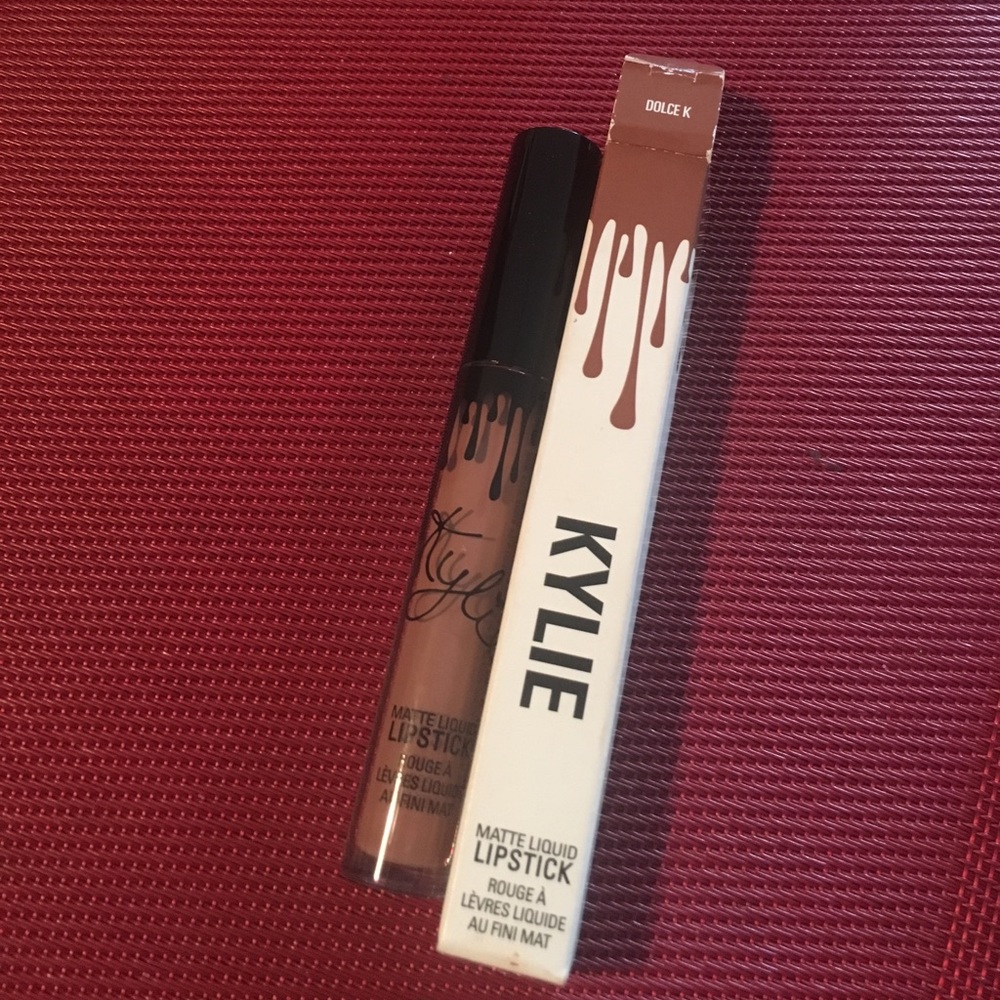 DOLCE K
KYLIE
MATTE LIQUID
LIPSTICK
ROUGE À
LÈVRES LIQUIDE
AU FINI MAT
Kylie
MATTE LIQUID
LIPSTICK
ROUGE À
LÈVRES LIQUIDE
AU FINI MAT